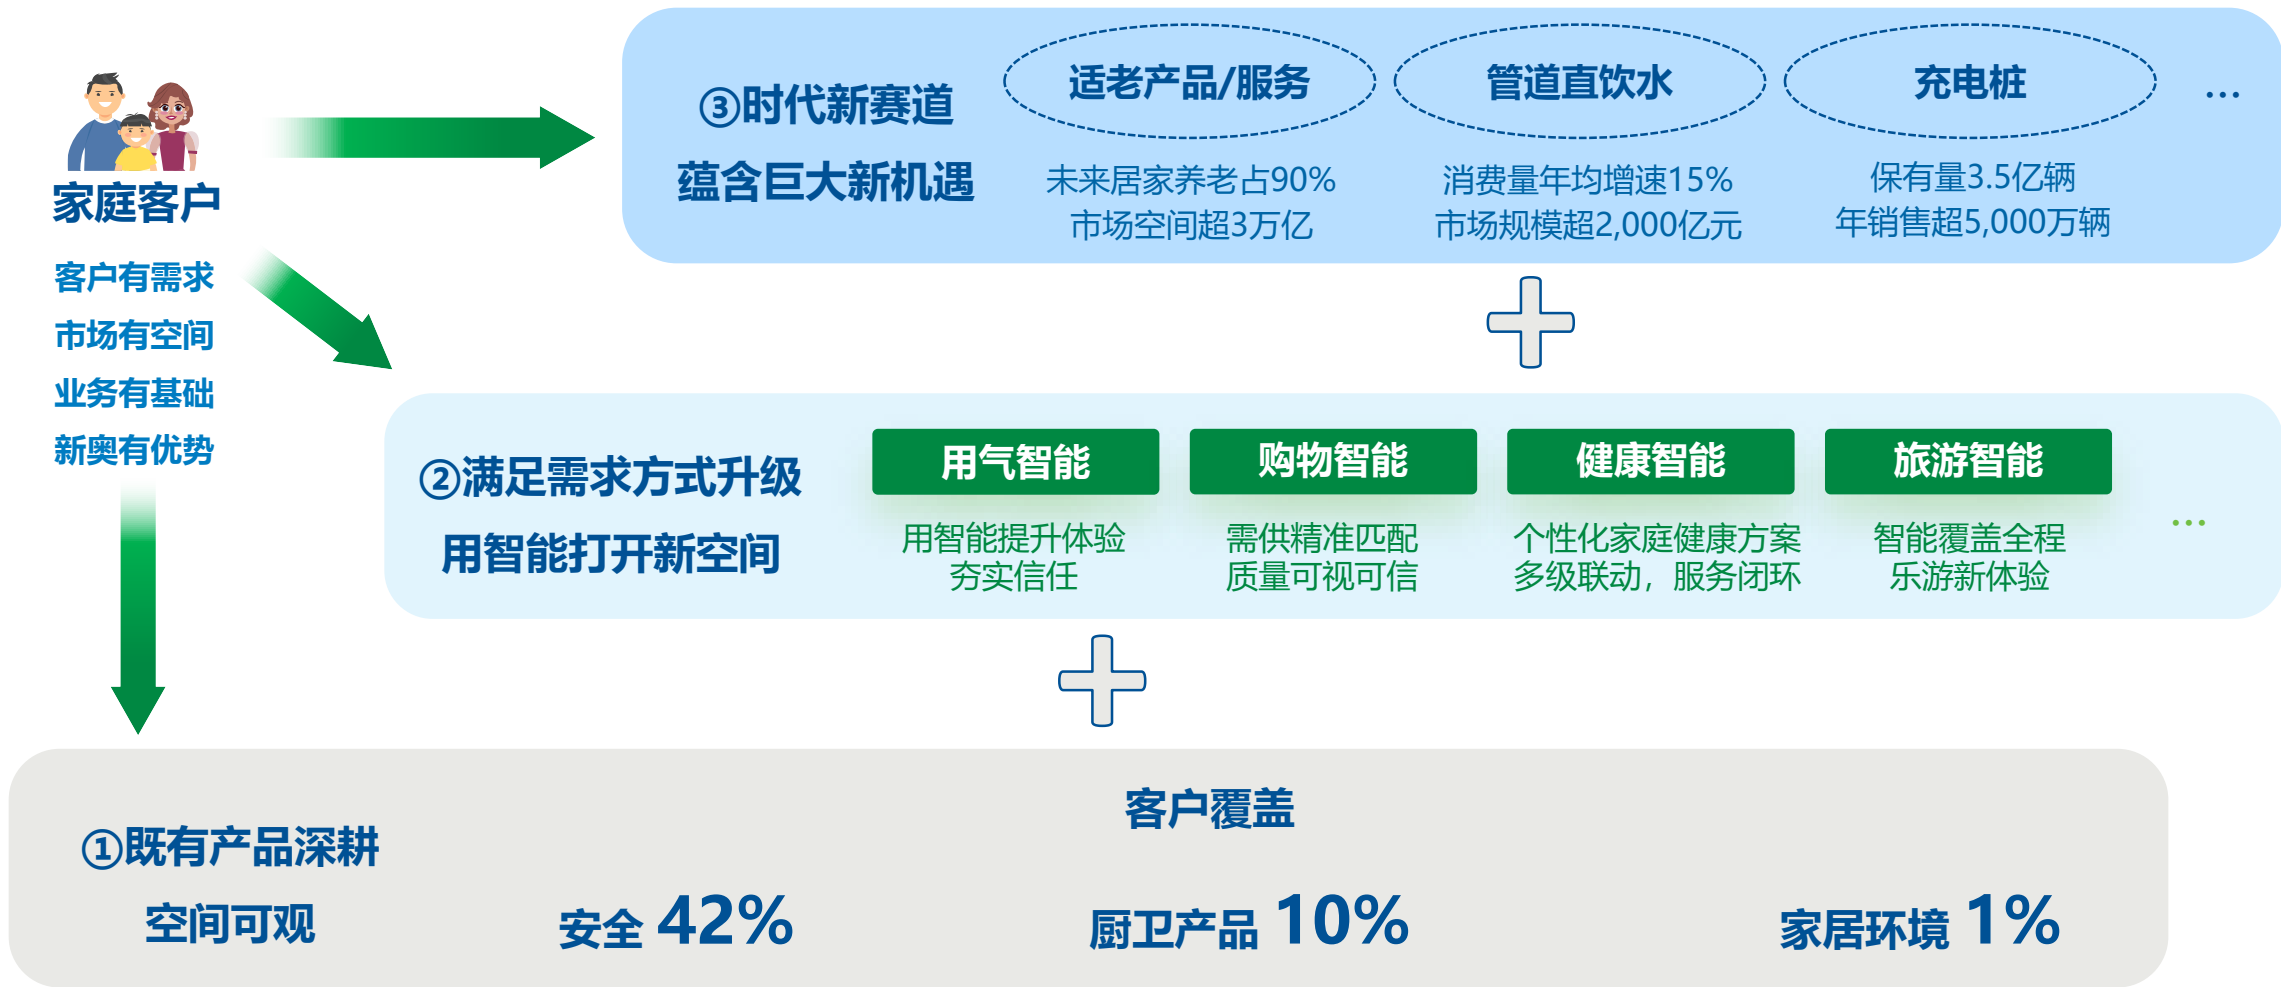 家庭客户
客户有需求
市场有空间
业务有基础
新奥有优势
③时代新赛道
蕴含巨大新机遇
适老产品/服务
未来居家养老占90%
市场空间超3万亿
管道直饮水
消费量年均增速15%
市场规模超2,000亿元
充电桩
保有量3.5亿辆
年销售超5,000万辆
…
②满足需求方式升级
用智能打开新空间
用气智能
用智能提升体验
夯实信任
购物智能
需供精准匹配
质量可视可信
健康智能
个性化家庭健康方案
多级联动，服务闭环
旅游智能
智能覆盖全程
乐游新体验
…
①既有产品深耕
空间可观
客户覆盖
安全 42%
厨卫产品 10%
家居环境 1%